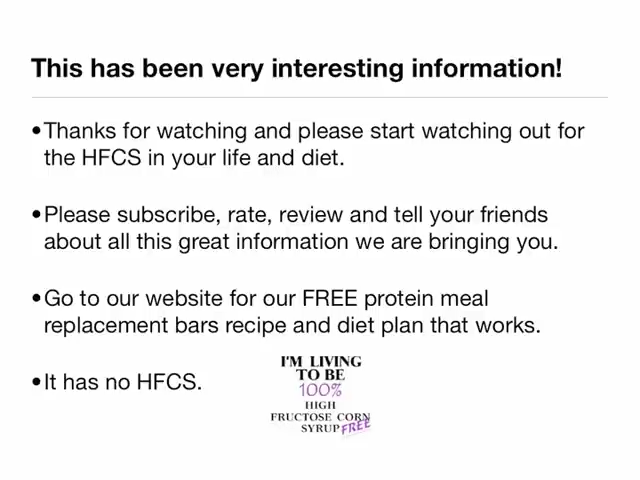 This has been very interesting information!
•Thanks for watching and please start watching out for
the HFCS in your life and diet.
•Please subscribe, rate, review and tell your friends
about all this great information we are bringing you.
•Go to our website for our FREE protein meal
replacement bars recipe and diet plan that works.
•It has no HFCS.
I'M LIVING
TO BE
100%
HIGH
FRUCTOSE CORN
SYRUP FREE